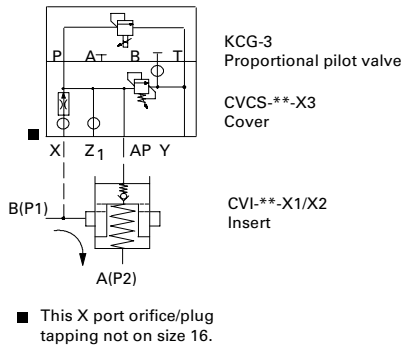 KCG-3
Proportional pilot valve
P A T B T T
CVCS-**-X3
Cover
■ X Z1 AP Y
B(P1)
CVI-**-X1/X2
Insert
A(P2)
■ This X port orifice/plug
tapping not on size 16.